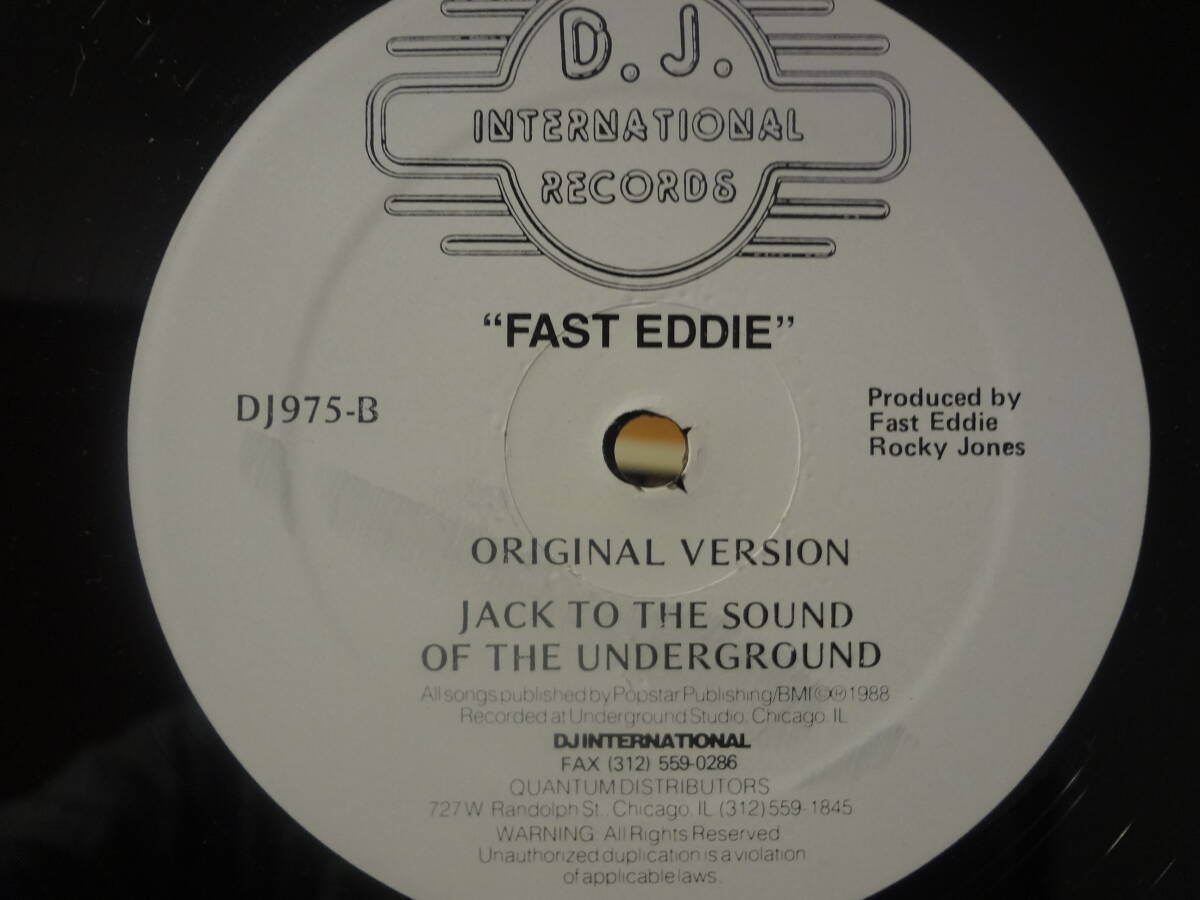 D. J.
INTERNATIONAL
RECORDS
“FAST EDDIE”
DJ975-B
Produced by
Fast Eddie
Rocky Jones
ORIGINAL VERSION
JACK TO THE SOUND
OF THE UNDERGROUND
All songs published by Popstar Publishing/BMI ©℗ 1988
Recorded at Underground Studio, Chicago, IL
DJ INTERNATIONAL
FAX (312) 559-0286
QUANTUM DISTRIBUTORS
727 W. Randolph St., Chicago, IL (312) 559-1845
WARNING: All Rights Reserved
Unauthorized duplication is a violation
of applicable laws.